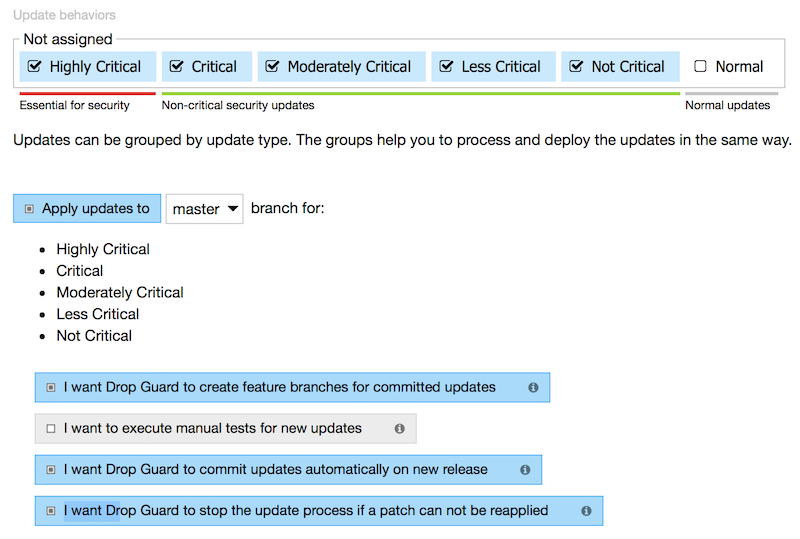 Update behaviors
Not assigned
Highly Critical Critical Moderately Critical Less Critical Not Critical Normal
Essential for security Non-critical security updates Normal updates
Updates can be grouped by update type. The groups help you to process and deploy the updates in the same way.
Apply updates to master branch for:
Highly Critical
Critical
Moderately Critical
Less Critical
Not Critical
I want Drop Guard to create feature branches for committed updates
I want to execute manual tests for new updates
I want Drop Guard to commit updates automatically on new release
I want Drop Guard to stop the update process if a patch can not be reapplied